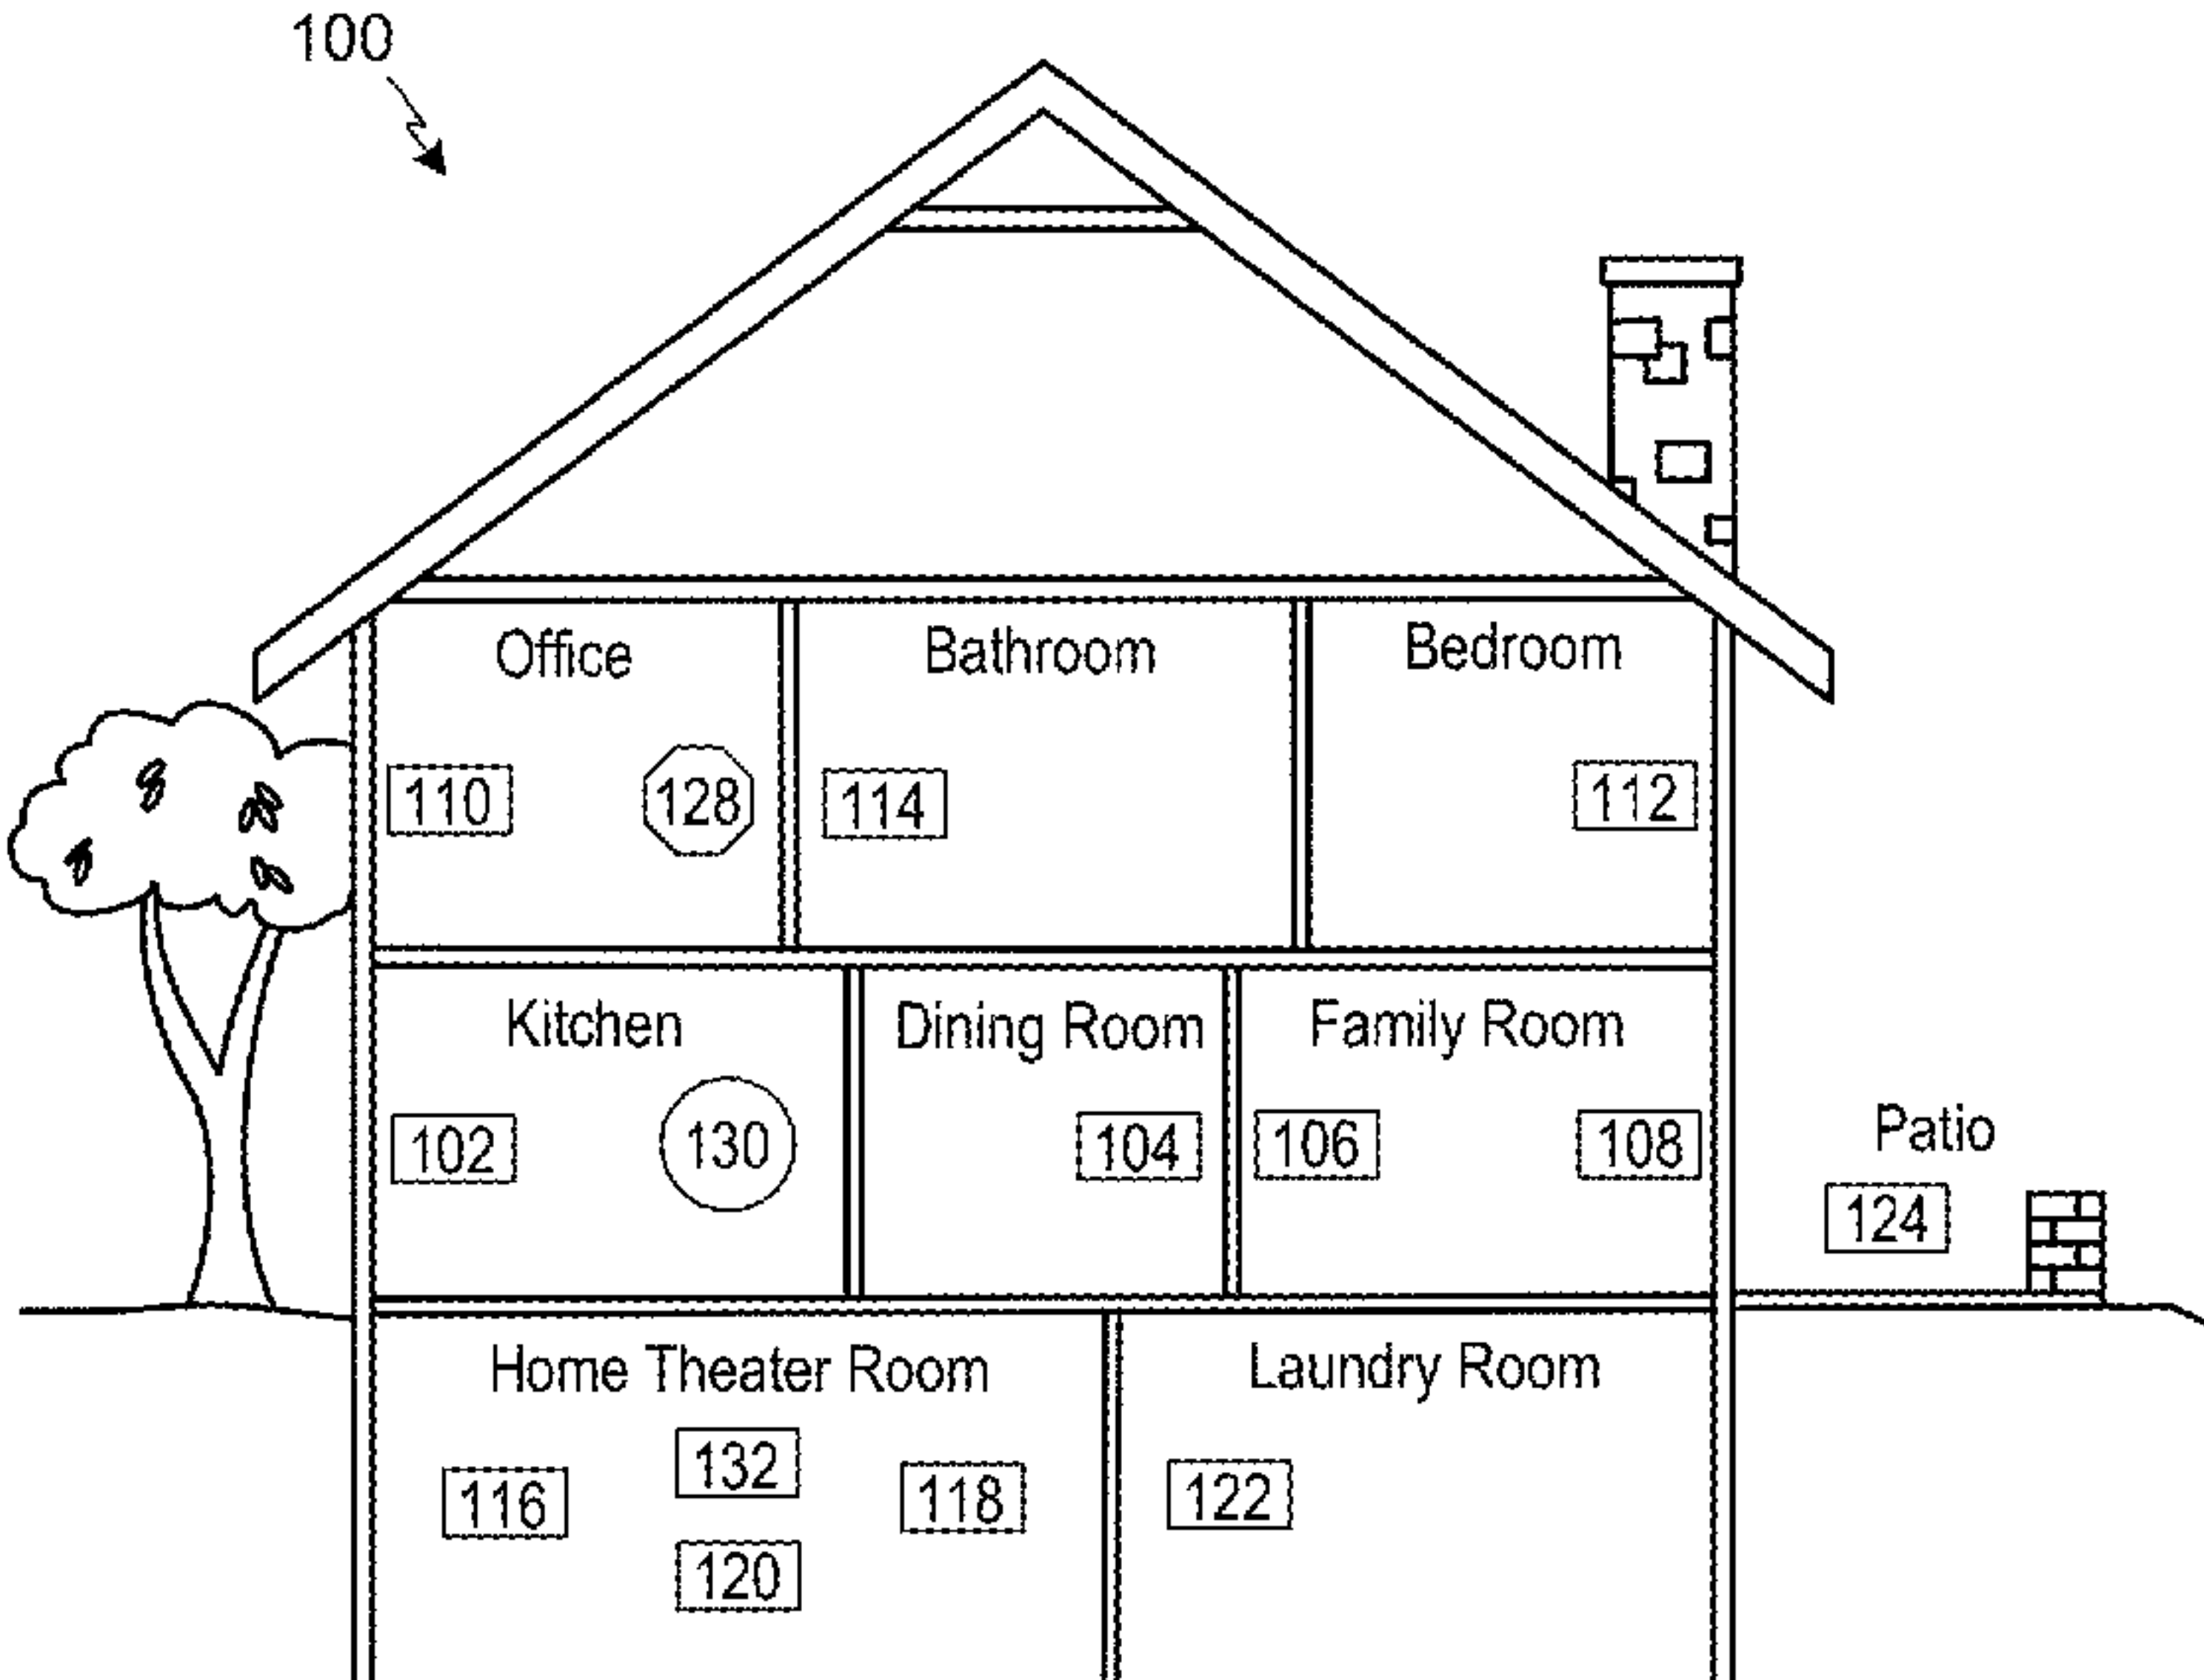 100
Office
Bathroom
Bedroom
110
128
114
112
Kitchen
Dining Room
Family Room
102
130
104
106
108
Patio
124
Home Theater Room
Laundry Room
116
132
118
120
122